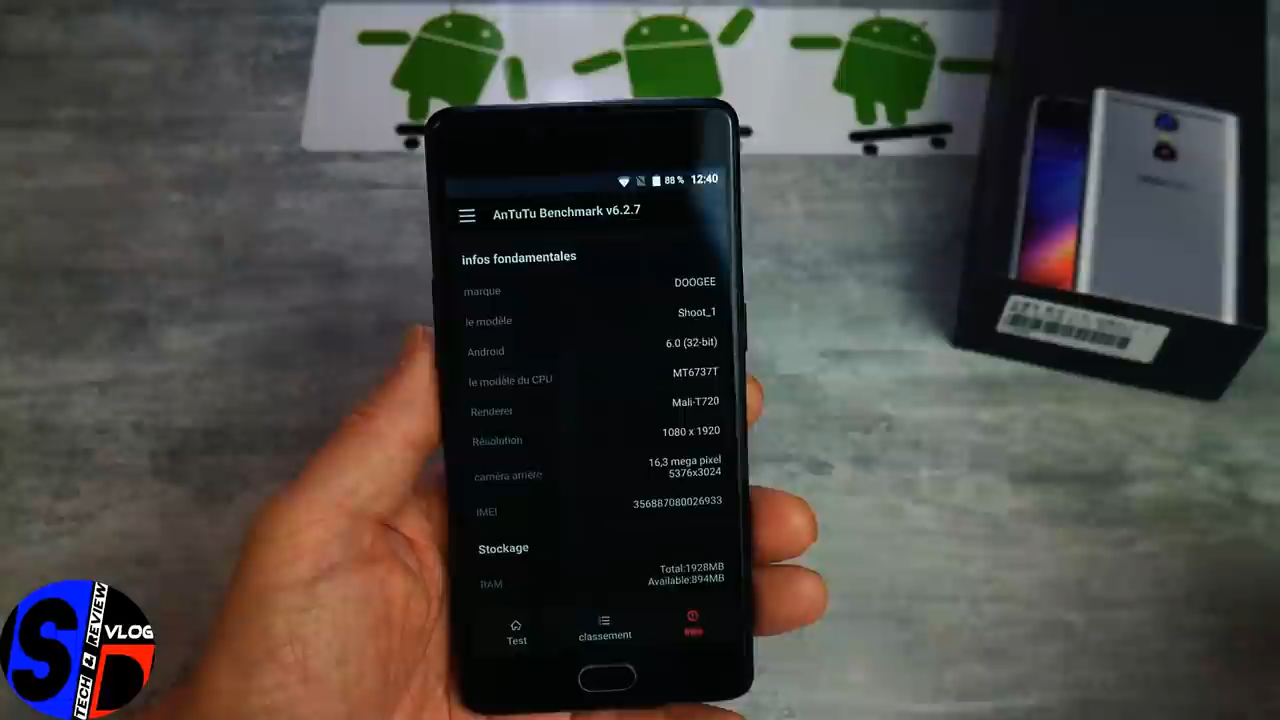 88 % 12:40
AnTuTu Benchmark v6.2.7
infos fondamentales
marque DOOGEE
le modèle Shoot_1
Android 6.0 (32-bit)
le modèle du CPU MT6737T
Renderer Mali-T720
Résolution 1080 x 1920
caméra arrière 16,3 mega pixel
5376x3024
IMEI 356887080026933
Stockage
RAM Total:1928MB
Available:894MB
Test classement Infos
SD TECH & REVIEW VLOG